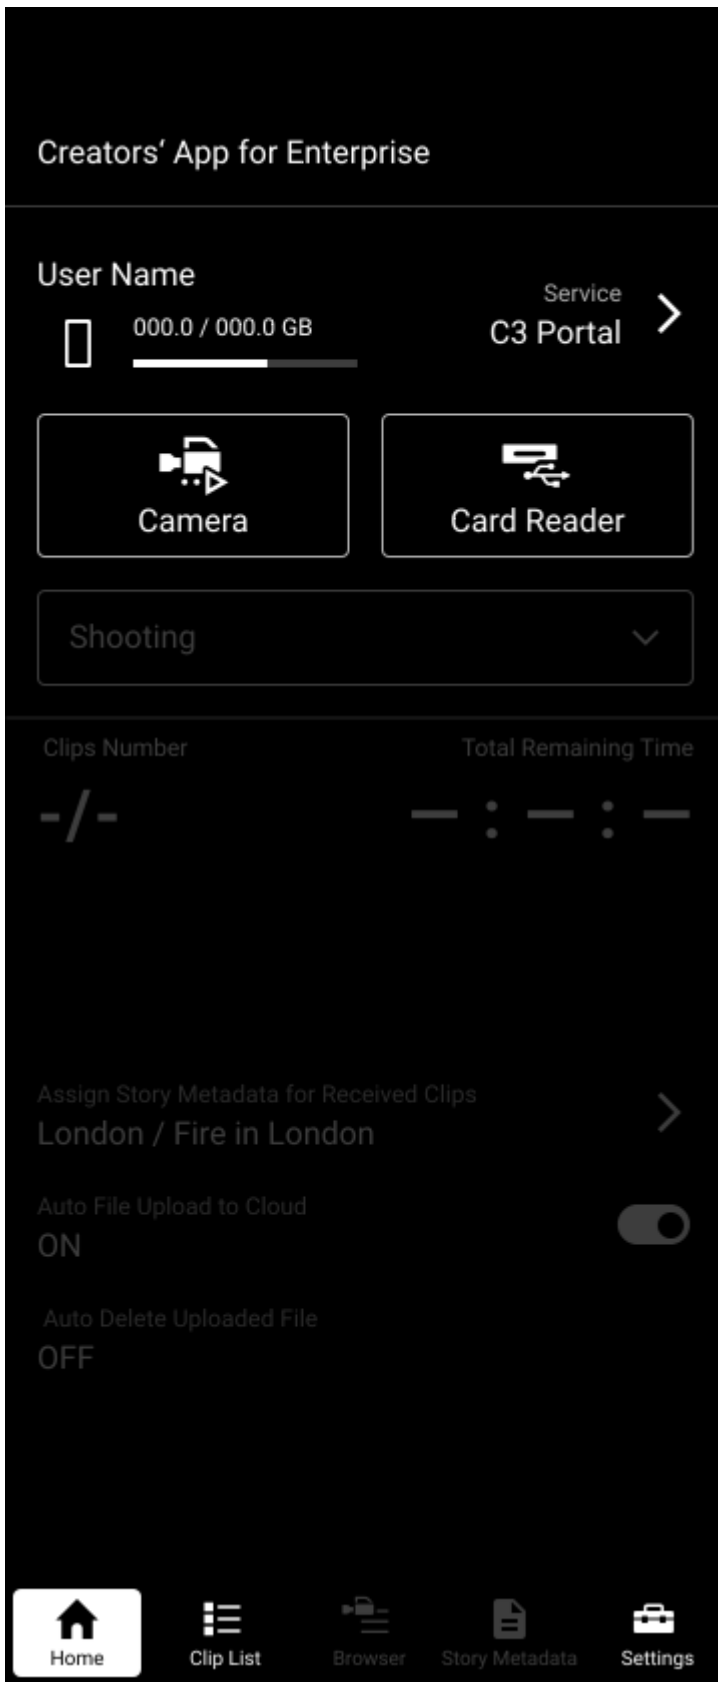 Creators‘ App for Enterprise
User Name
Service
000.0 / 000.0 GB
C3 Portal
Camera
Card Reader
Shooting
Clips Number
Total Remaining Time
-/-
– : – : –
Assign Story Metadata for Received Clips
London / Fire in London
Auto File Upload to Cloud
ON
Auto Delete Uploaded File
OFF
Home
Clip List
Browser
Story Metadata
Settings